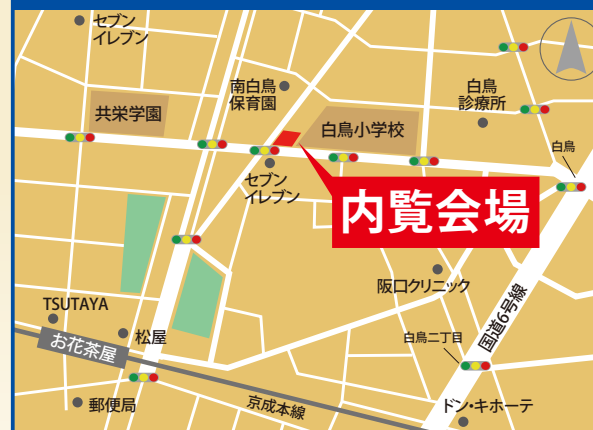 セブン
イレブン
南白鳥
保育園
白鳥
診療所
共栄学園
白鳥小学校
白鳥
セブン
イレブン
内覧会場
阪口クリニック
国道6号線
TSUTAYA
お花茶屋
松屋
白鳥二丁目
郵便局
京成本線
ドン・キホーテ